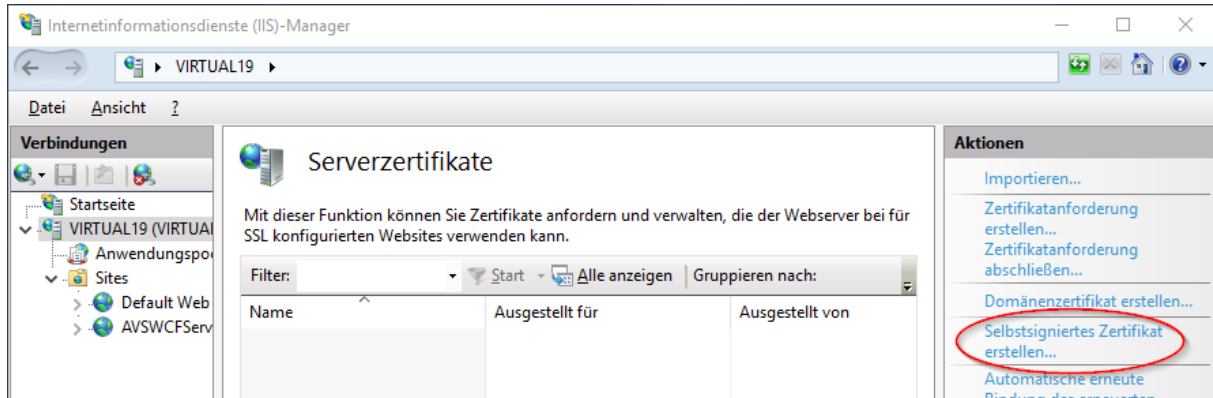 Internetinformationsdienste (IIS)-Manager
VIRTUAL19
Datei Ansicht ?
Verbindungen
Startseite
VIRTUAL19 (VIRTUAL
Anwendungspo
Sites
Default Web
AVSWCFServ
Serverzertifikate
Mit dieser Funktion können Sie Zertifikate anfordern und verwalten, die der Webserver bei für
SSL konfigurierten Websites verwenden kann.
Filter: Start Alle anzeigen Gruppieren nach:
Name Ausgestellt für Ausgestellt von
Aktionen
Importieren...
Zertifikatanforderung
erstellen...
Zertifikatanforderung
abschließen...
Domänenzertifikat erstellen...
Selbstsigniertes Zertifikat
erstellen...
Automatische erneute
Bindung des erneuerten